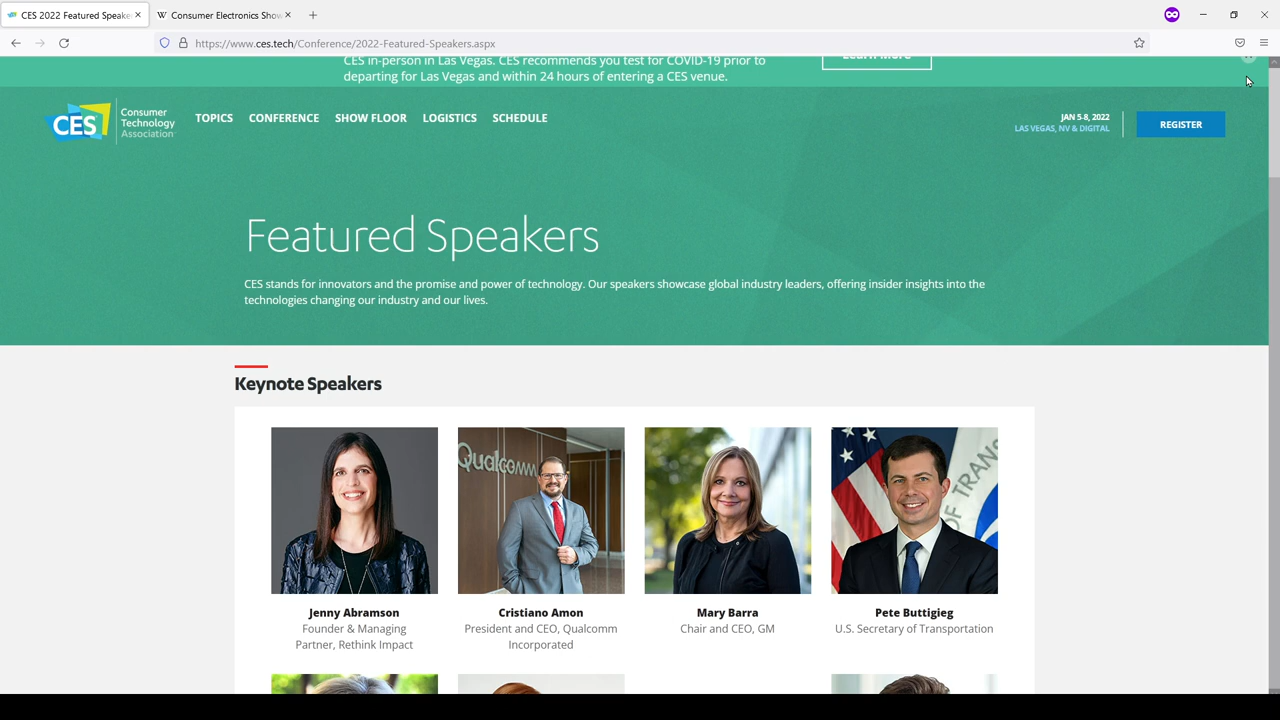 CES 2022 Featured Speake
Consumer Electronics Show
https://www.ces.tech/Conference/2022-Featured-Speakers.aspx
CES in-person in Las Vegas. CES recommends you test for COVID-19 prior to
departing for Las Vegas and within 24 hours of entering a CES venue.
Learn More
CES
Consumer
Technology
Association
TOPICS
CONFERENCE
SHOW FLOOR
LOGISTICS
SCHEDULE
JAN 5-8, 2022
LAS VEGAS, NV & DIGITAL
REGISTER
Featured Speakers
CES stands for innovators and the promise and power of technology. Our speakers showcase global industry leaders, offering insider insights into the
technologies changing our industry and our lives.
Keynote Speakers
Qualcomm
OF TRANS
Jenny Abramson
Founder & Managing
Partner, Rethink Impact
Cristiano Amon
President and CEO, Qualcomm
Incorporated
Mary Barra
Chair and CEO, GM
Pete Buttigieg
U.S. Secretary of Transportation